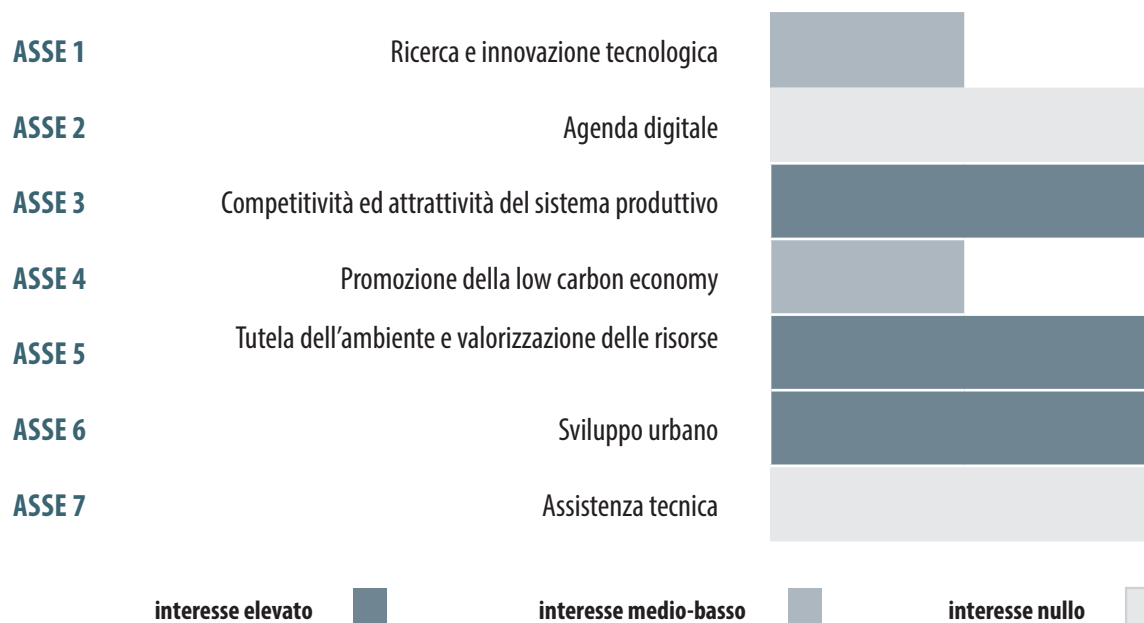 ASSE 1 Ricerca e innovazione tecnologica
ASSE 2 Agenda digitale
ASSE 3 Competitività ed attrattività del sistema produttivo
ASSE 4 Promozione della low carbon economy
ASSE 5 Tutela dell’ambiente e valorizzazione delle risorse
ASSE 6 Sviluppo urbano
ASSE 7 Assistenza tecnica
interesse elevato interesse medio-basso interesse nullo